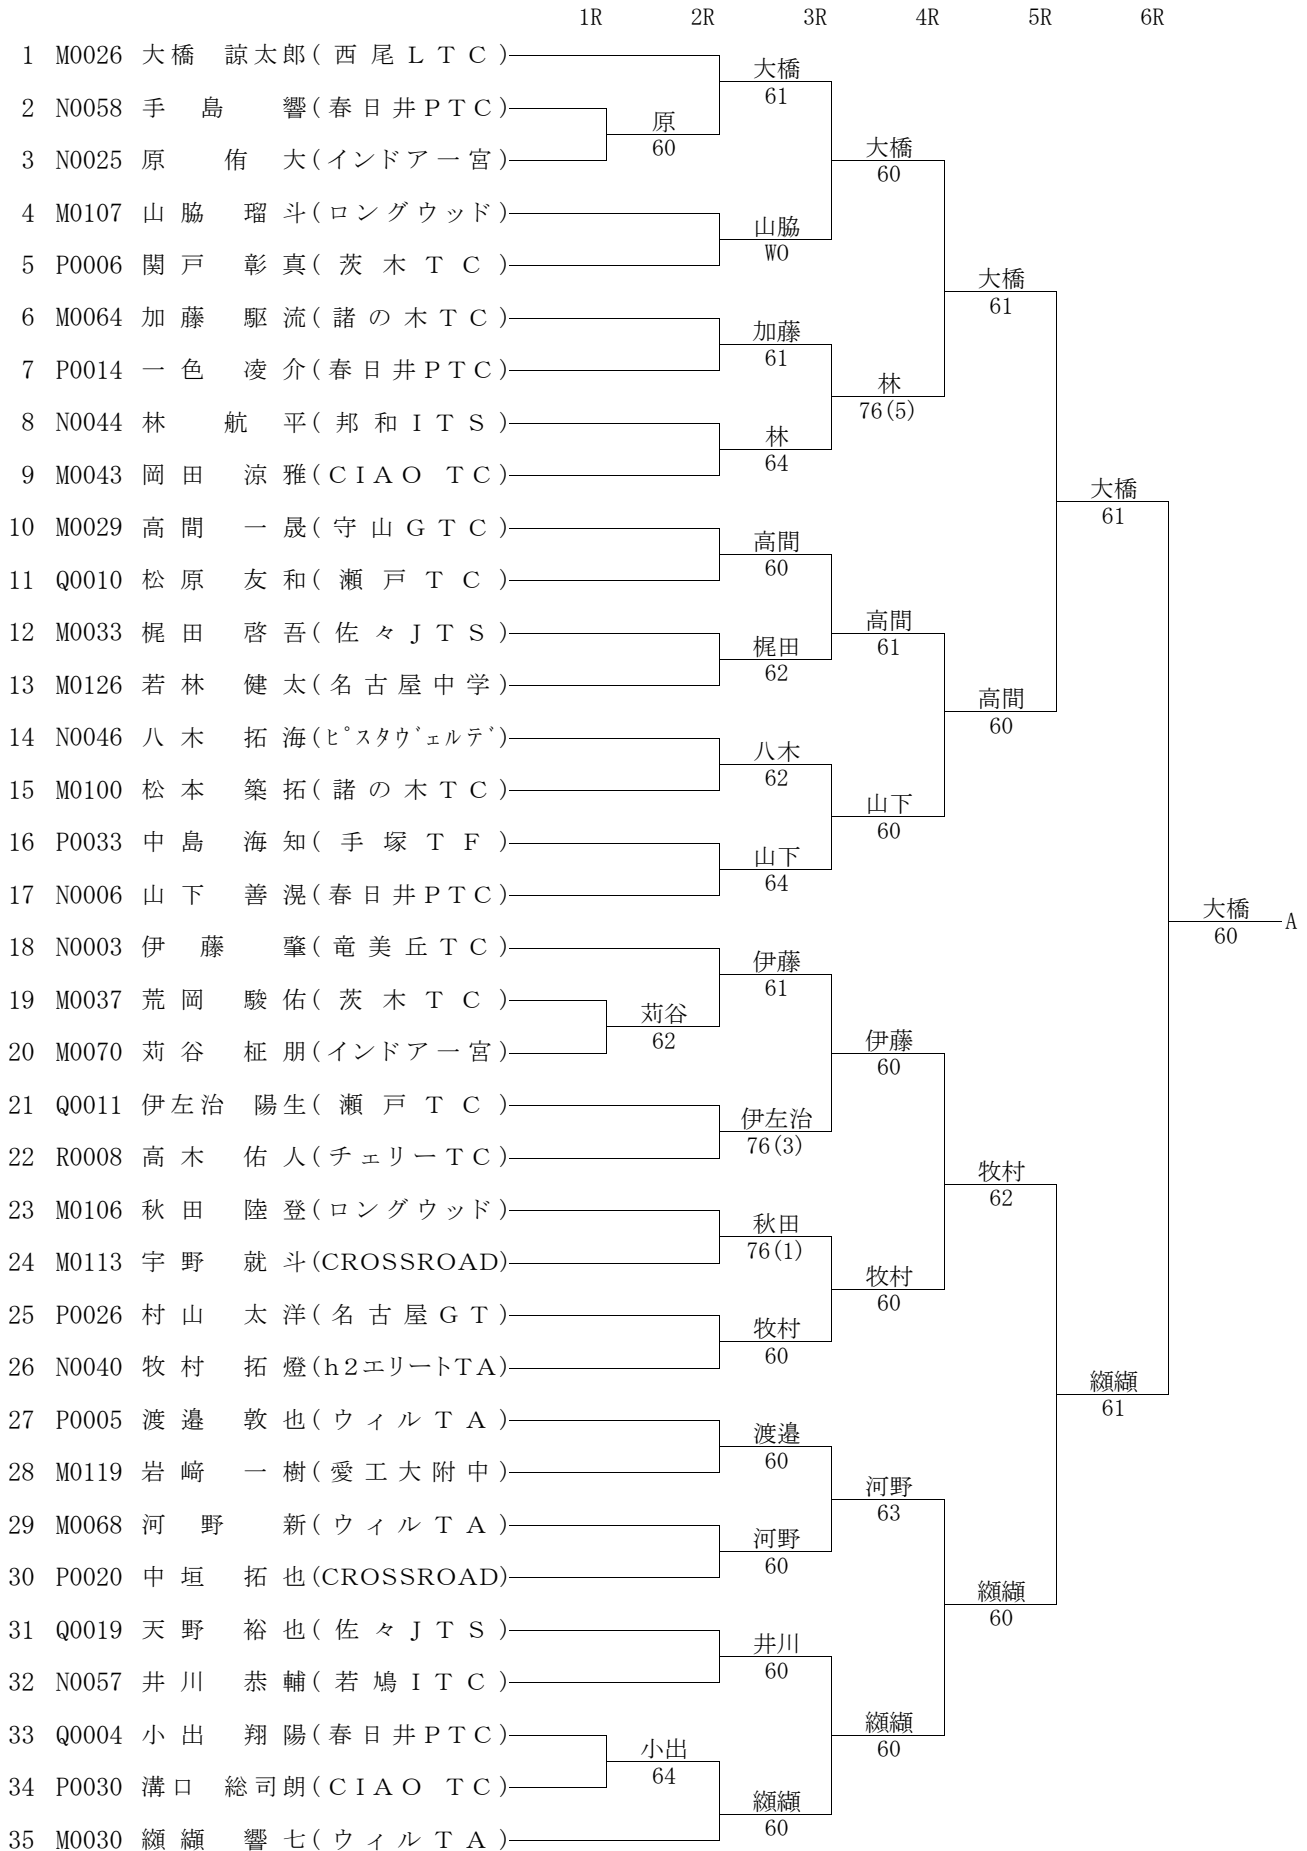 1R 2R 3R 4R 5R 6R
1 M0026 大橋 諒太郎(西尾LTC)
大橋
61
2 N0058 手島 響(春日井PTC)
原
60
3 N0025 原 侑大(インドア一宮)
大橋
60
4 M0107 山脇 瑠斗(ロングウッド)
山脇
WO
5 P0006 関戸 彰真(茨木TC)
大橋
61
6 M0064 加藤 駆流(諸の木TC)
加藤
61
7 P0014 一色 凌介(春日井PTC)
林
76(5)
8 N0044 林 航平(邦和ITS)
林
64
9 M0043 岡田 涼雅(CIAO TC)
大橋
61
10 M0029 高間 一晟(守山GTC)
高間
60
11 Q0010 松原 友和(瀬戸TC)
12 M0033 梶田 啓吾(佐々JTS)
高間
61
梶田
62
13 M0126 若林 健太(名古屋中学)
高間
60
14 N0046 八木 拓海(ピスタヴェルデ)
八木
62
15 M0100 松本 築拓(諸の木TC)
山下
60
16 P0033 中島 海知(手塚TF)
山下
64
17 N0006 山下 善滉(春日井PTC)
大橋
60
A
18 N0003 伊藤 肇(竜美丘TC)
伊藤
61
19 M0037 荒岡 駿佑(茨木TC)
苅谷
62
20 M0070 苅谷 柾朋(インドア一宮)
伊藤
60
21 Q0011 伊左治 陽生(瀬戸TC)
伊左治
76(3)
22 R0008 高木 佑人(チェリーTC)
牧村
62
23 M0106 秋田 陸登(ロングウッド)
秋田
76(1)
24 M0113 宇野 就斗(CROSSROAD)
牧村
60
25 P0026 村山 太洋(名古屋GT)
牧村
60
26 N0040 牧村 拓燈(h2エリートTA)
纐纈
61
27 P0005 渡邉 敦也(ウィルTA)
渡邉
60
28 M0119 岩﨑 一樹(愛工大附中)
河野
63
29 M0068 河野 新(ウィルTA)
河野
60
30 P0020 中垣 拓也(CROSSROAD)
纐纈
60
31 Q0019 天野 裕也(佐々JTS)
井川
60
32 N0057 井川 恭輔(若鳩ITC)
33 Q0004 小出 翔陽(春日井PTC)
纐纈
60
小出
64
34 P0030 溝口 総司朗(CIAO TC)
纐纈
60
35 M0030 纐纈 響七(ウィルTA)